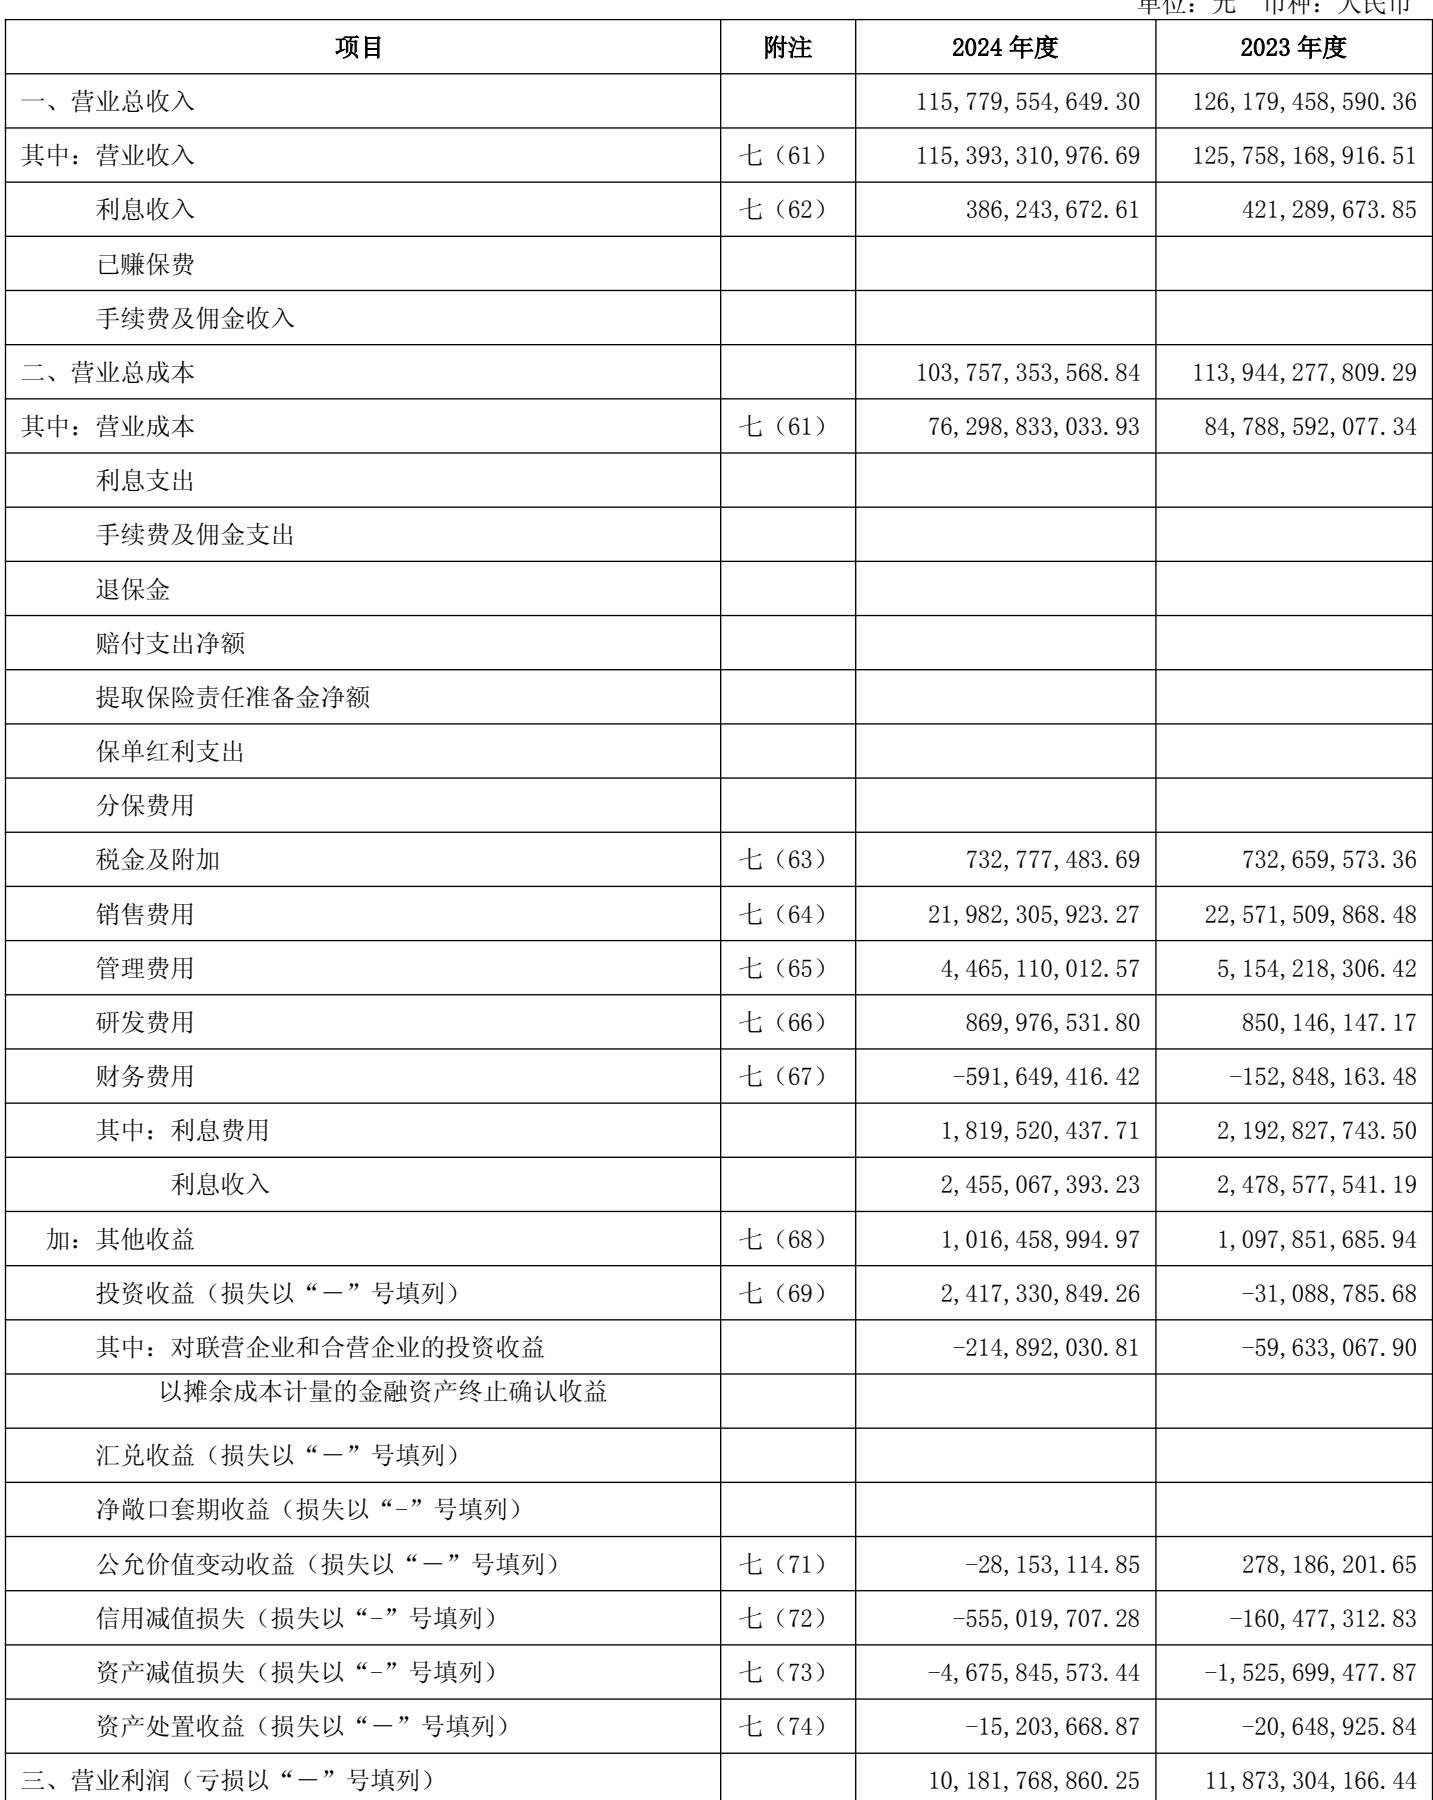 单位：元 币种：人民币
项目 附注 2024 年度 2023 年度
一、营业总收入 115,779,554,649.30 126,179,458,590.36
其中：营业收入 七（61） 115,393,310,976.69 125,758,168,916.51
利息收入 七（62） 386,243,672.61 421,289,673.85
已赚保费
手续费及佣金收入
二、营业总成本 103,757,353,568.84 113,944,277,809.29
其中：营业成本 七（61） 76,298,833,033.93 84,788,592,077.34
利息支出
手续费及佣金支出
退保金
赔付支出净额
提取保险责任准备金净额
保单红利支出
分保费用
税金及附加 七（63） 732,777,483.69 732,659,573.36
销售费用 七（64） 21,982,305,923.27 22,571,509,868.48
管理费用 七（65） 4,465,110,012.57 5,154,218,306.42
研发费用 七（66） 869,976,531.80 850,146,147.17
财务费用 七（67） -591,649,416.42 -152,848,163.48
其中：利息费用 1,819,520,437.71 2,192,827,743.50
利息收入 2,455,067,393.23 2,478,577,541.19
加：其他收益 七（68） 1,016,458,994.97 1,097,851,685.94
投资收益（损失以“－”号填列） 七（69） 2,417,330,849.26 -31,088,785.68
其中：对联营企业和合营企业的投资收益 -214,892,030.81 -59,633,067.90
以摊余成本计量的金融资产终止确认收益
汇兑收益（损失以“－”号填列）
净敞口套期收益（损失以“-”号填列）
公允价值变动收益（损失以“－”号填列） 七（71） -28,153,114.85 278,186,201.65
信用减值损失（损失以“-”号填列） 七（72） -555,019,707.28 -160,477,312.83
资产减值损失（损失以“-”号填列） 七（73） -4,675,845,573.44 -1,525,699,477.87
资产处置收益（损失以“－”号填列） 七（74） -15,203,668.87 -20,648,925.84
三、营业利润（亏损以“－”号填列） 10,181,768,860.25 11,873,304,166.44